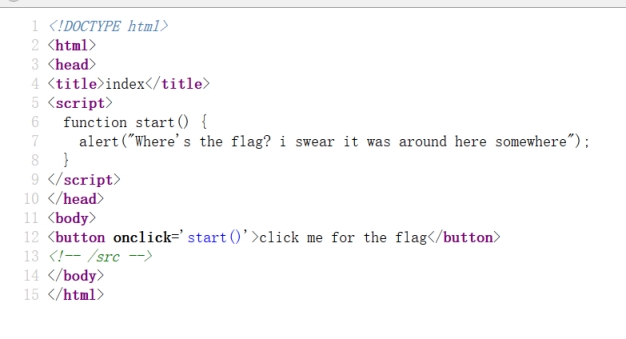 1 <!DOCTYPE html>
2 <html>
3 <head>
4 <title>index</title>
5 <script>
6   function start() {
7     alert("Where's the flag? i swear it was around here somewhere");
8   }
9 </script>
10 </head>
11 <body>
12 <button onclick='start()'>click me for the flag</button>
13 <!-- /src -->
14 </body>
15 </html>